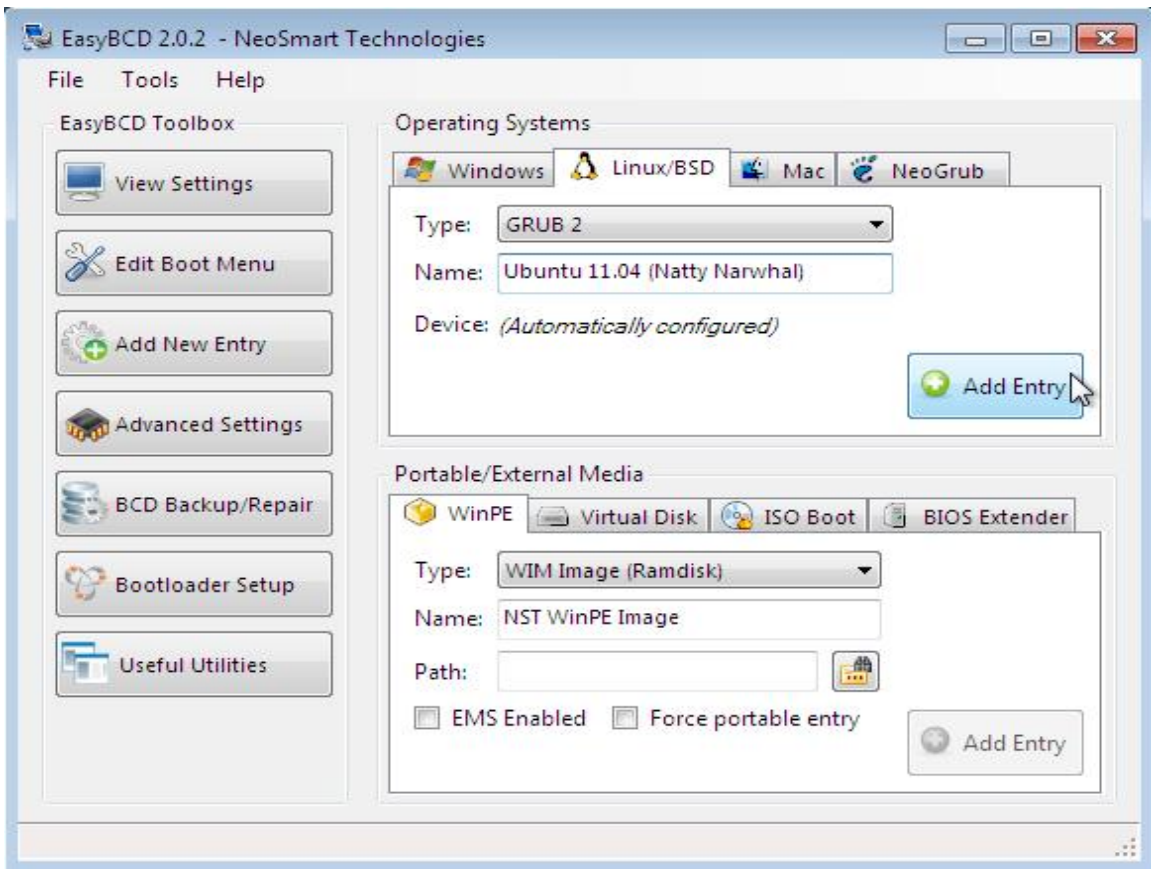 EasyBCD 2.0.2 - NeoSmart Technologies
File Tools Help
EasyBCD Toolbox
View Settings
Edit Boot Menu
Add New Entry
Advanced Settings
BCD Backup/Repair
Bootloader Setup
Useful Utilities
Operating Systems
Windows Linux/BSD Mac NeoGrub
Type: GRUB 2
Name: Ubuntu 11.04 (Natty Narwhal)
Device: (Automatically configured)
Add Entry
Portable/External Media
WinPE Virtual Disk ISO Boot BIOS Extender
Type: WIM Image (Ramdisk)
Name: NST WinPE Image
Path:
EMS Enabled Force portable entry
Add Entry